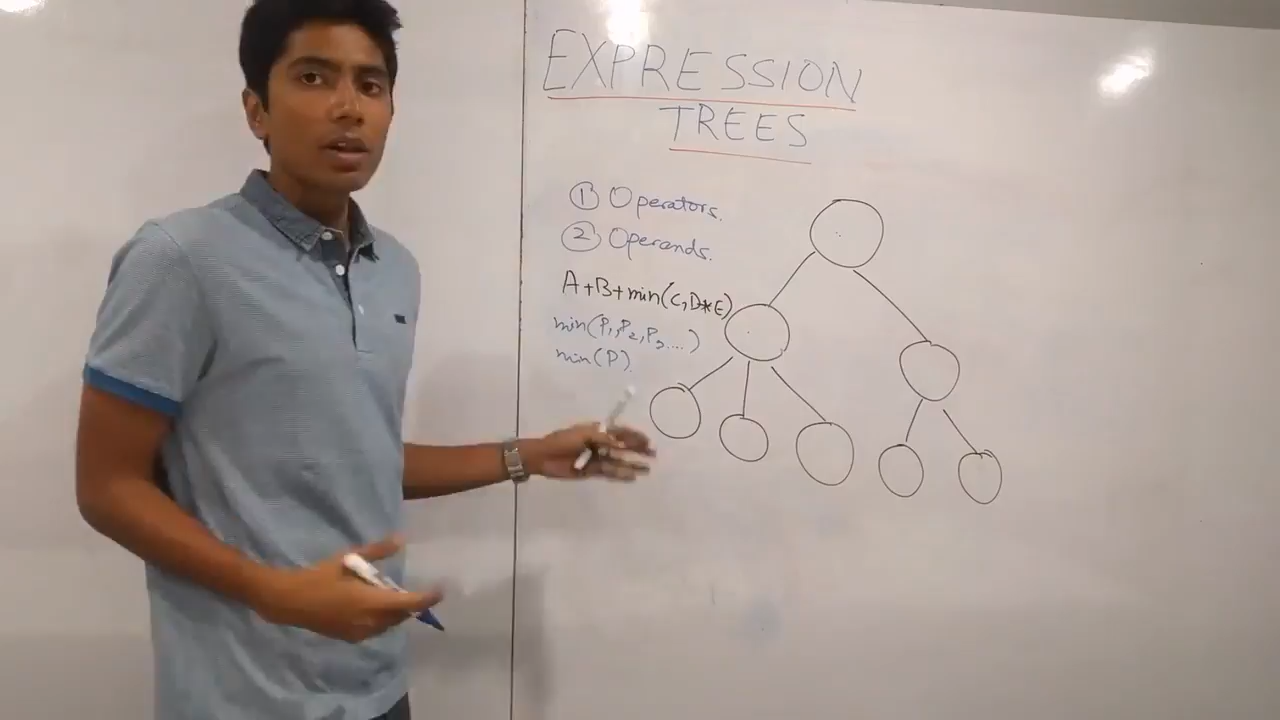 EXPRESSION
TREES
① Operators.
② Operands.
A+B+min(C,D*E)
min(P₁,P₂,P₃....)
min(P).